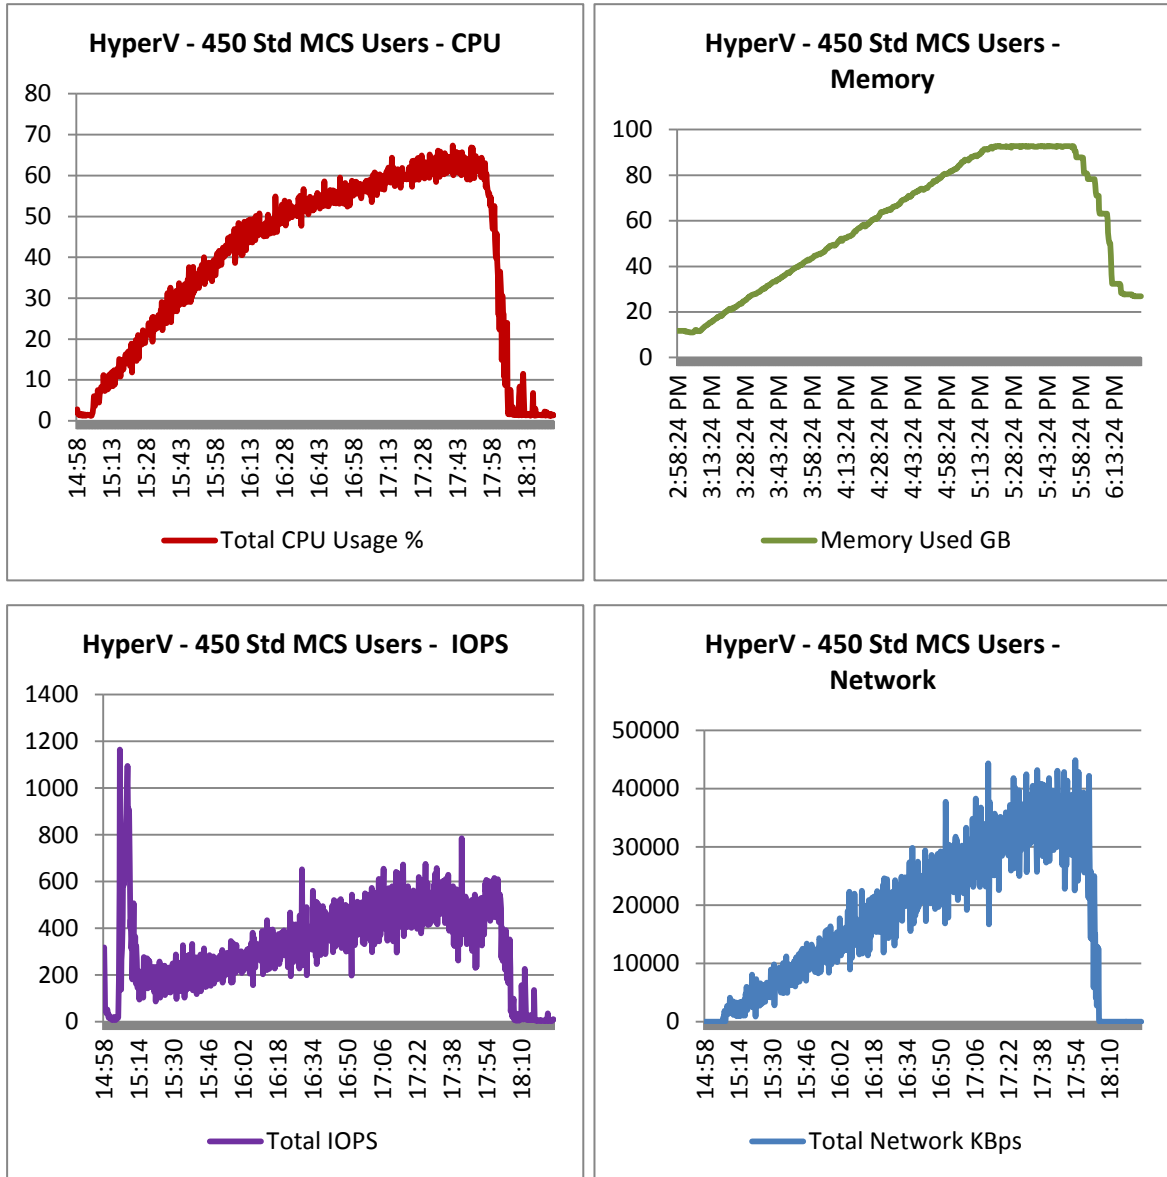 HyperV - 450 Std MCS Users - CPU
80
70
60
50
40
30
20
10
0
14:58
15:13
15:28
15:43
15:58
16:13
16:28
16:43
16:58
17:13
17:28
17:43
17:58
18:13
Total CPU Usage %
HyperV - 450 Std MCS Users -
Memory
100
80
60
40
20
0
2:58:24 PM
3:13:24 PM
3:28:24 PM
3:43:24 PM
3:58:24 PM
4:13:24 PM
4:28:24 PM
4:43:24 PM
4:58:24 PM
5:13:24 PM
5:28:24 PM
5:43:24 PM
5:58:24 PM
6:13:24 PM
Memory Used GB
HyperV - 450 Std MCS Users -  IOPS
1400
1200
1000
800
600
400
200
0
14:58
15:14
15:30
15:46
16:02
16:18
16:34
16:50
17:06
17:22
17:38
17:54
18:10
Total IOPS
HyperV - 450 Std MCS Users -
Network
50000
40000
30000
20000
10000
0
14:58
15:14
15:30
15:46
16:02
16:18
16:34
16:50
17:06
17:22
17:38
17:54
18:10
Total Network KBps